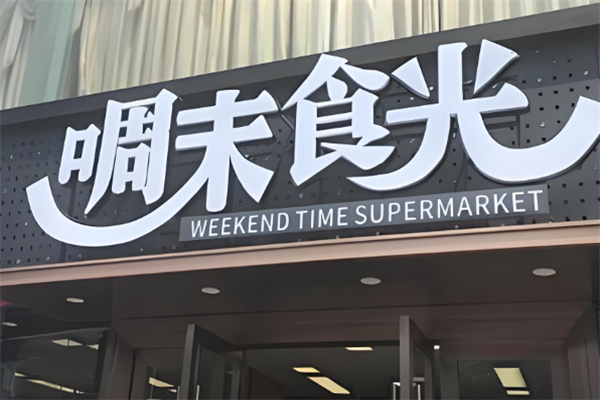 啁末食光
WEEKEND TIME SUPERMARKET